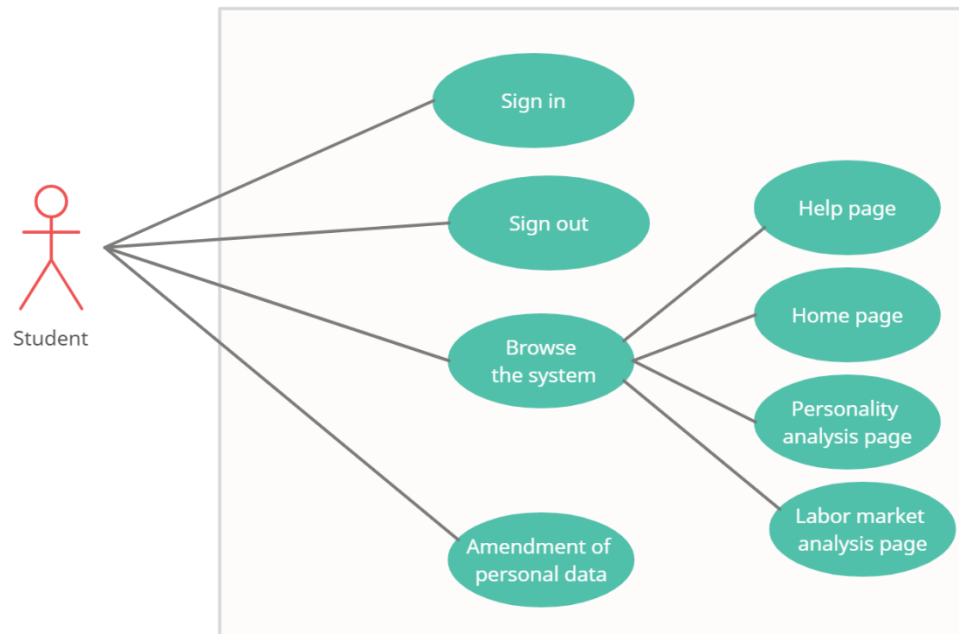 Sign in
Sign out
Help page
Home page
Student
Browse
the system
Personality
analysis page
Labor market
analysis page
Amendment of
personal data